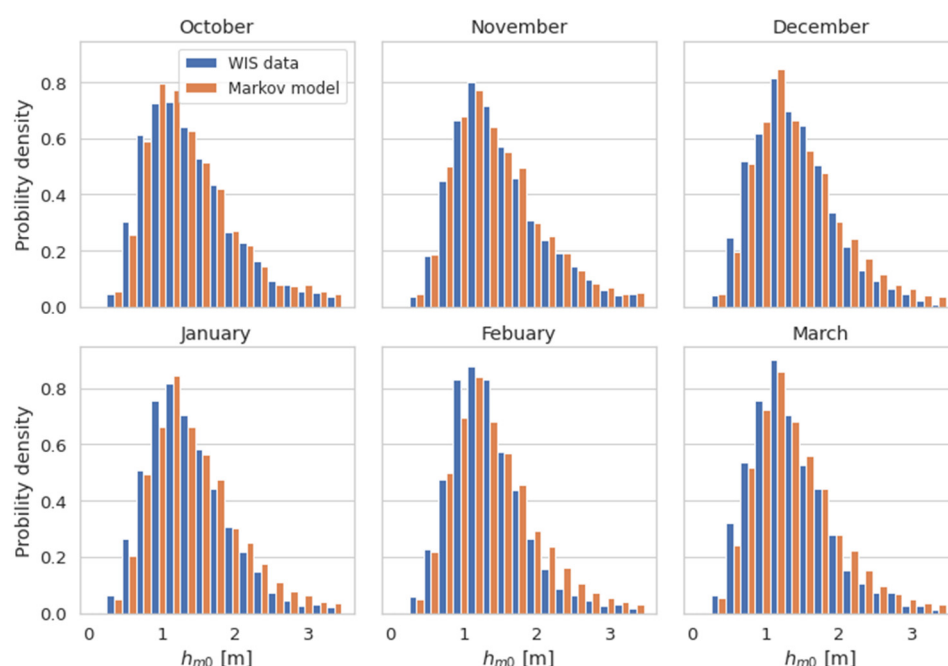 October November December
WIS data
Markov model
Probility density
0.8
0.6
0.4
0.2
0.0
January Febuary March
Probility density
0.8
0.6
0.4
0.2
0.0
0 1 2 3 0 1 2 3 0 1 2 3
hm0 [m] hm0 [m] hm0 [m]